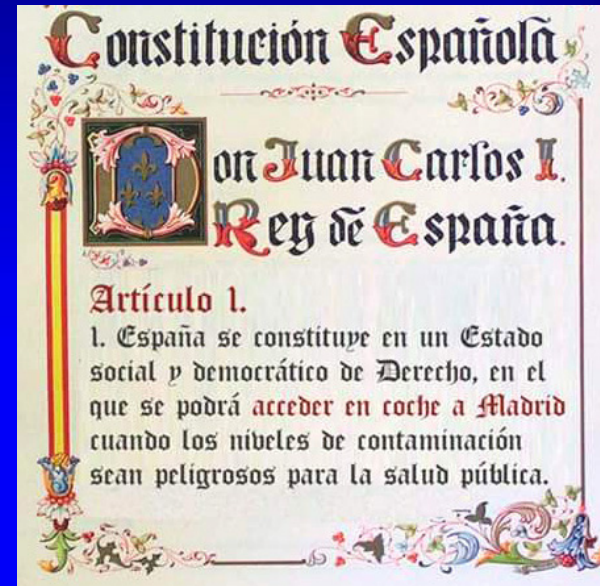 Constitución Española
Don Juan Carlos I.
Rey de España.
Artículo 1.
1. España se constituye en un Estado
social y democrático de Derecho, en el
que se podrá acceder en coche a Madrid
cuando los niveles de contaminación
sean peligrosos para la salud pública.